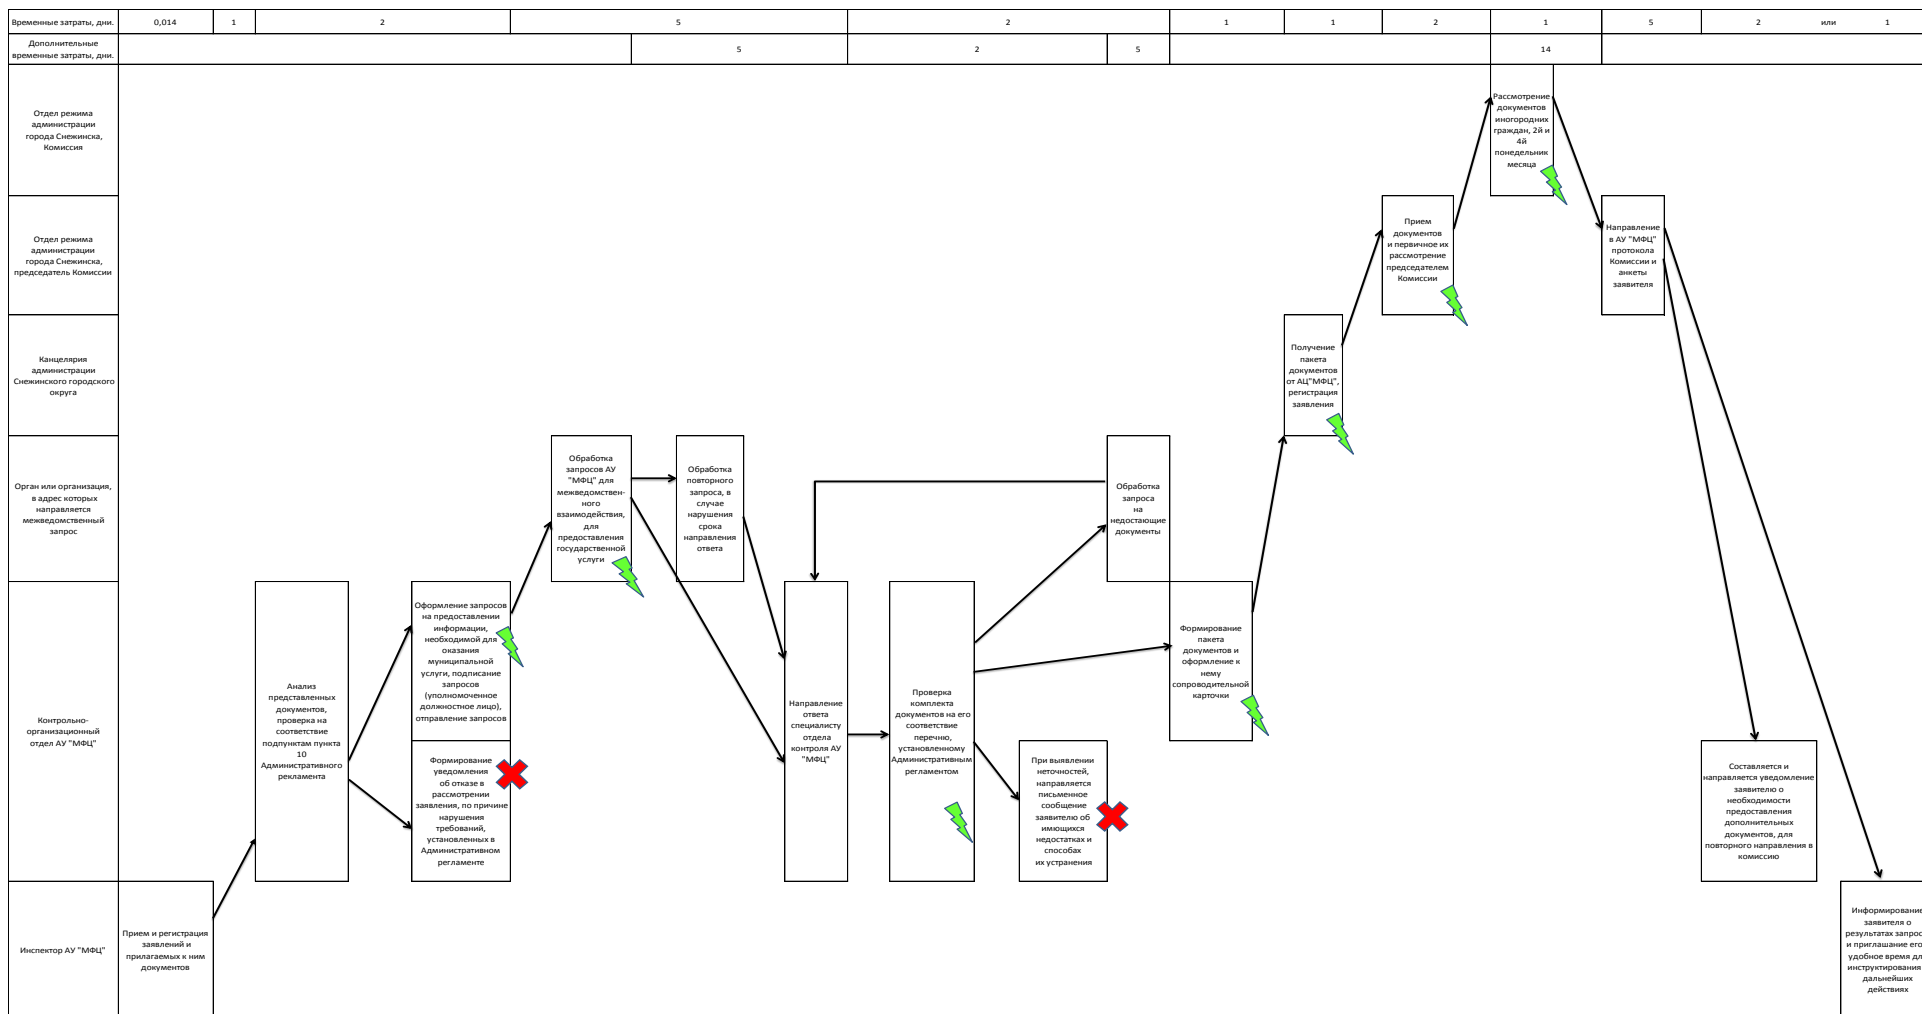 Временные затраты, дни.
0,014
1
2
5
2
1
1
2
1
5
2
или
1
Дополнительные
временные затраты, дни.
5
2
5
14
Отдел режима
администрации
города Снежинска,
Комиссия
Рассмотрение
документов
иногородних
граждан, 2й и
4й
понедельник
месяца
Отдел режима
администрации
города Снежинска,
председатель Комиссии
Прием
документов
и первичное их
рассмотрение
председателем
Комиссии
Направление
в АУ "МФЦ"
протокола
Комиссии и
анкеты
заявителя
Канцелярия
администрации
Снежинского городского
округа
Получение
пакета
документов
от АЦ"МФЦ",
регистрация
заявления
Орган или организация,
в адрес которых
направляется
межведомственный
запрос
Обработка
запросов АУ
"МФЦ" для
межведомствен-
ного
взаимодействия,
для
предоставления
государственной
услуги
Обработка
повторного
запроса, в
случае
нарушения
срока
направления
ответа
Обработка
запроса
на
недостающие
документы
Контрольно-
организационный
отдел АУ "МФЦ"
Анализ
представленных
документов,
проверка на
соответствие
подпунктам пункта
10
Административного
рекламента
Оформление запросов
на предоставлении
информации,
необходимой для
оказания
муниципальной
услуги, подписание
запросов
(уполномоченное
должностное лицо),
отправление запросов
Формирование
уведомления
об отказе в
рассмотрении
заявления, по причине
нарушения
требований,
установленных в
Административном
регламенте
Направление
ответа
специалисту
отдела
контроля АУ
"МФЦ"
Проверка
комплекта
документов на его
соответствие
перечню,
установленному
Административным
регламентом
При выявлении
неточностей,
направляется
письменное
сообщение
заявителю об
имющихся
недостатках и
способах
их устранения
Формирование
пакета
документов и
оформление к
нему
сопроводительной
карточки
Составляется и
направляется уведомление
заявителю о
необходимости
предоставления
дополнительных
документов, для
повторного направления в
комиссию
Инспектор АУ "МФЦ"
Прием и регистрация
заявлений и
прилагаемых к ним
документов
Информирование
заявителя о
результатах запрос
и приглашание его
удобное время дл
инструктирования
дальнейших
действиях